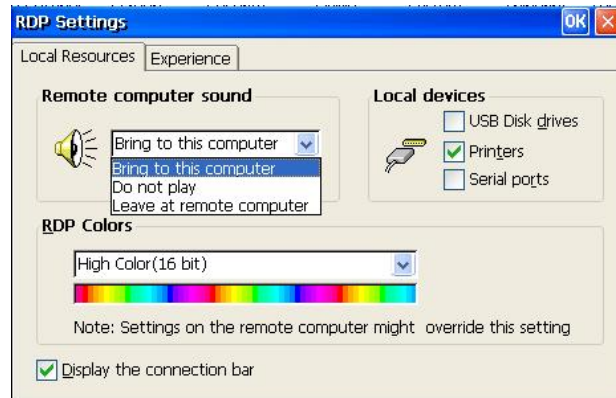 RDP Settings OK
Local Resources Experience
Remote computer sound
Bring to this computer
Bring to this computer
Do not play
Leave at remote computer
Local devices
USB Disk drives
Printers
Serial ports
RDP Colors
High Color(16 bit)
Note: Settings on the remote computer might override this setting
Display the connection bar